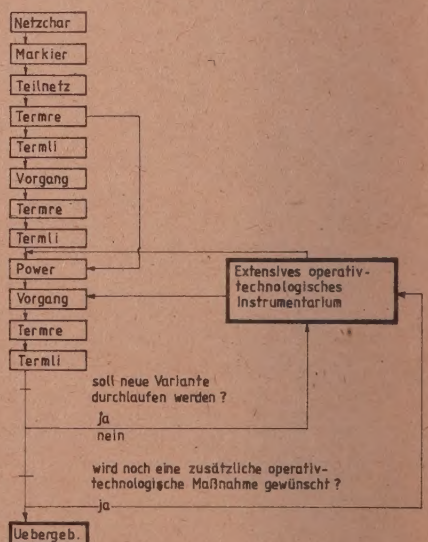 Netzchar
Markier
Teilnetz
Termre
Termli
Vorgang
Termre
Termli
Power
Vorgang
Termre
Termli
Extensives operativ-
technologisches
Instrumentarium
soll neue Variante
durchlaufen werden ?
ja
nein
wird noch eine zusätzliche operativ-
technologische Maßnahme gewünscht ?
ja
Uebergeb.